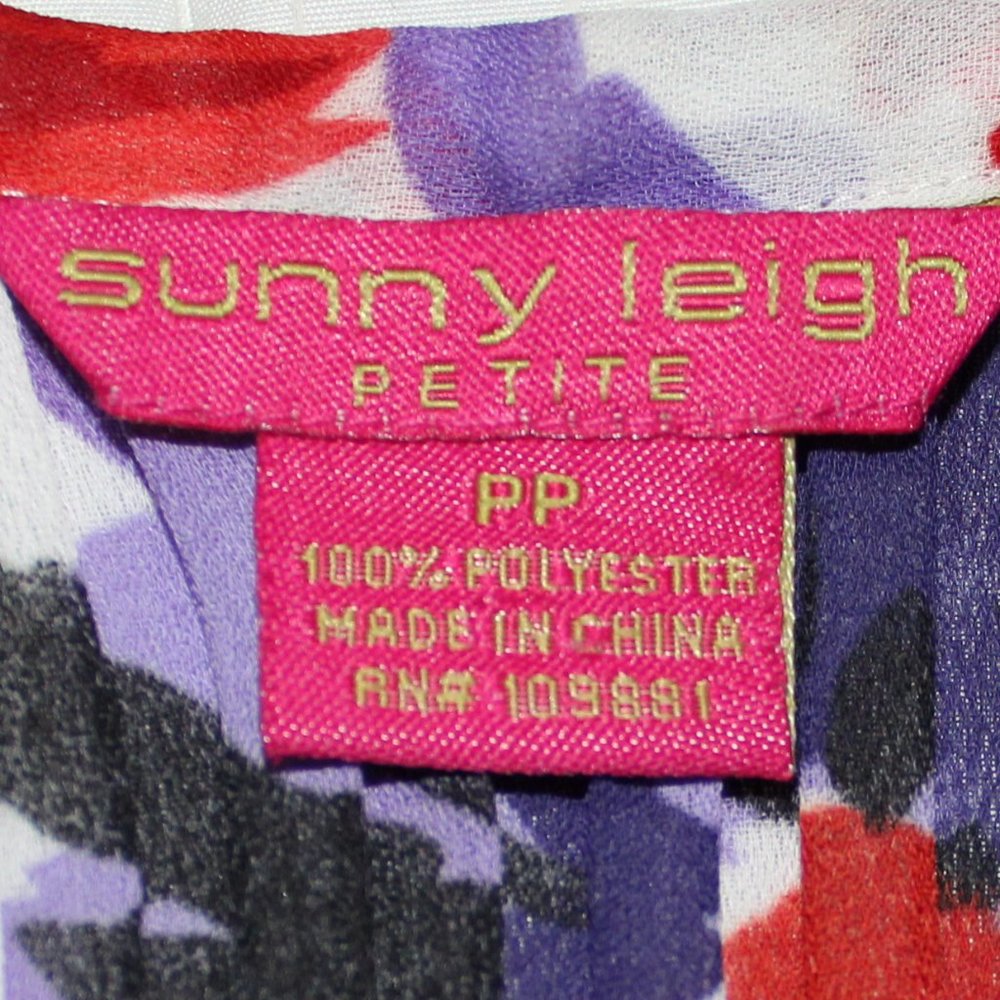 sunny leigh
PETITE
PP
100% POLYESTER
MADE IN CHINA
RN# 109881